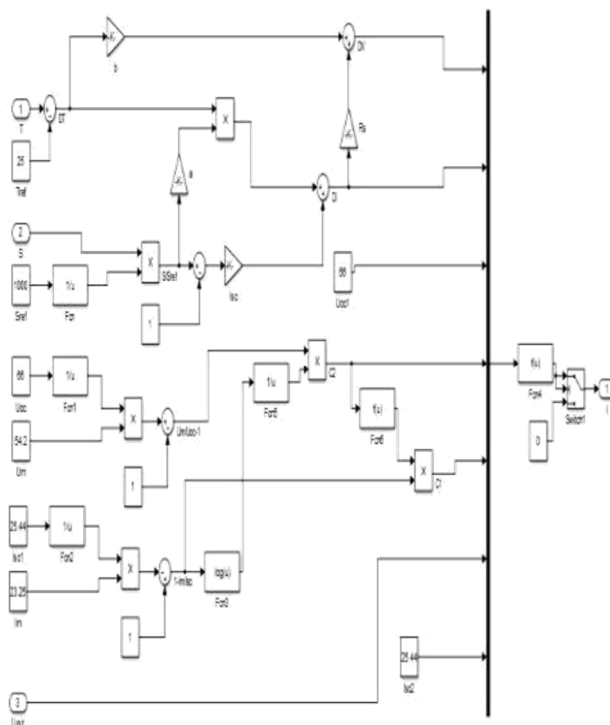 b
DV
1
T
DT
X
Rs
25
Tref
a
DI
2
S
X
S/Sref
Isc
66
Uoc1
1000
Sref
1/u
Fcn
1
X
C2
66
Uoc
1/u
Fcn1
1/u
Fcn5
f(u)
Fcn4
Switch1
1
I
X
Um/Uoc-1
f(u)
Fcn6
0
54.2
Um
1
X
C1
25.44
Isc1
1/u
Fcn2
X
1-Im/Isc
log(u)
Fcn3
23.25
Im
1
25.44
Isc2
3